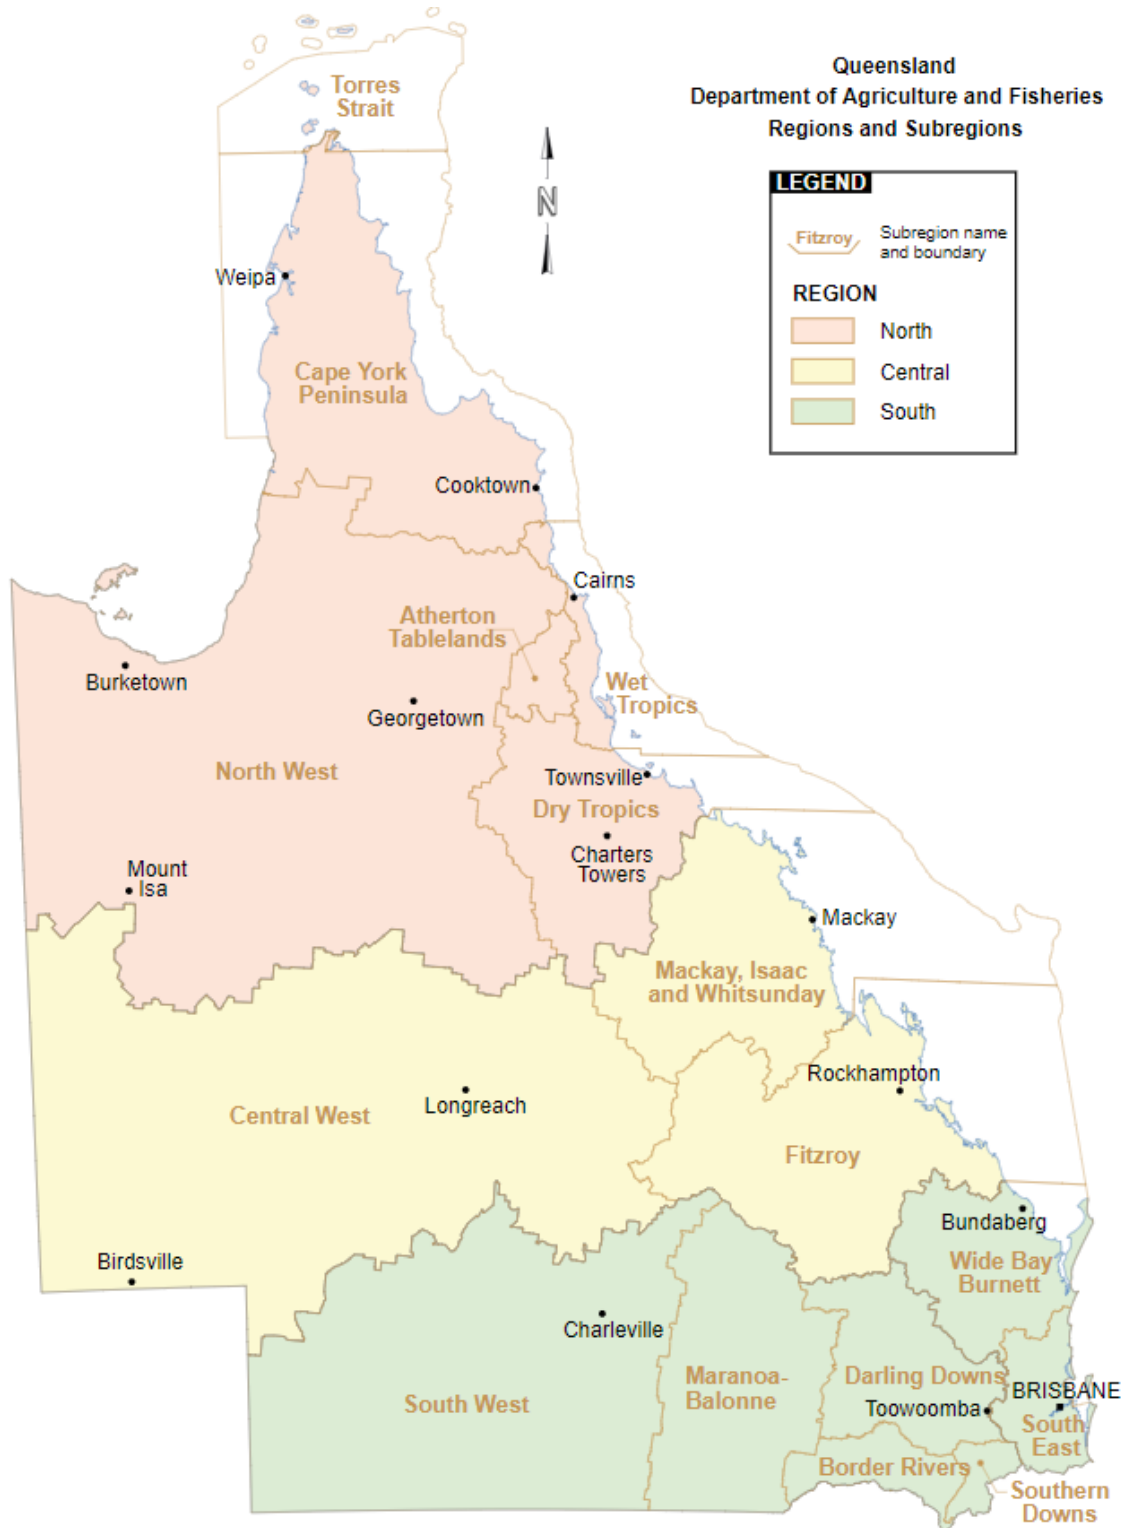 Queensland
Department of Agriculture and Fisheries
Regions and Subregions
LEGEND
Fitzroy
Subregion name
and boundary
REGION
North
Central
South
N
Torres
Strait
Weipa
Cape York
Peninsula
Cooktown
Cairns
Atherton
Tablelands
Burketown
Wet
Tropics
Georgetown
North West
Townsville
Dry Tropics
Charters
Towers
Mount
Isa
Mackay
Mackay, Isaac
and Whitsunday
Rockhampton
Longreach
Central West
Fitzroy
Bundaberg
Birdsville
Wide Bay
Burnett
Charleville
Maranoa-
Balonne
Darling Downs
BRISBANE
South West
Toowoomba
South
East
Border Rivers
Southern
Downs